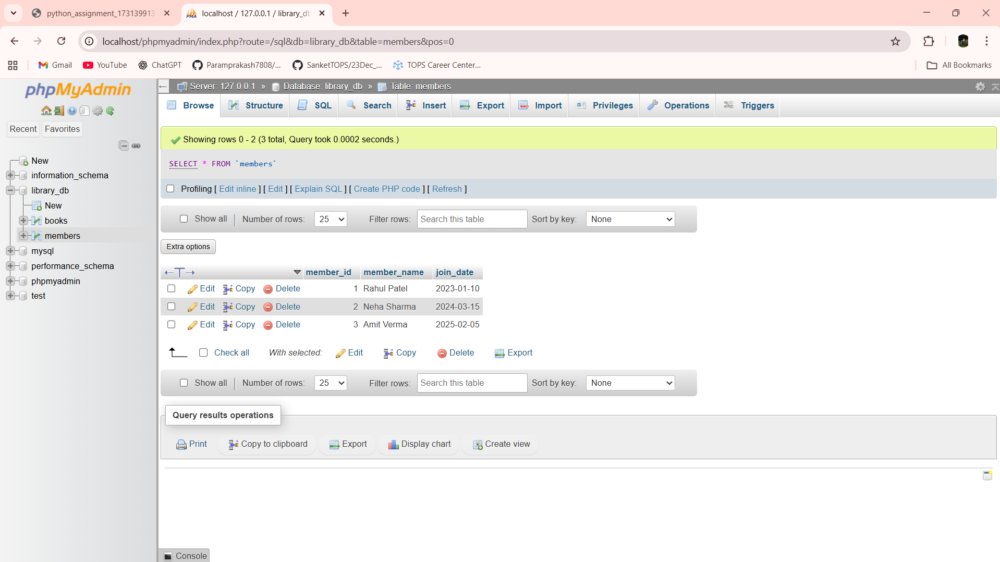 python_assignment_173139913
localhost / 127.0.0.1 / library_db
localhost/phpmyadmin/index.php?route=/sql&db=library_db&table=members&pos=0
Gmail YouTube ChatGPT Paramprakash7808/... SanketTOPS/23Dec_... TOPS Career Center... All Bookmarks
phpMyAdmin
Recent Favorites
New
information_schema
library_db
New
books
members
mysql
performance_schema
phpmyadmin
test
Server: 127.0.0.1 » Database: library_db » Table: members
Browse Structure SQL Search Insert Export Import Privileges Operations Triggers
Showing rows 0 - 2 (3 total, Query took 0.0002 seconds.)
SELECT * FROM `members`
Profiling [ Edit inline ] [ Edit ] [ Explain SQL ] [ Create PHP code ] [ Refresh ]
Show all Number of rows: 25 Filter rows: Search this table Sort by key: None
Extra options
member_id member_name join_date
Edit Copy Delete 1 Rahul Patel 2023-01-10
Edit Copy Delete 2 Neha Sharma 2024-03-15
Edit Copy Delete 3 Amit Verma 2025-02-05
Check all With selected: Edit Copy Delete Export
Show all Number of rows: 25 Filter rows: Search this table Sort by key: None
Query results operations
Print Copy to clipboard Export Display chart Create view
Console